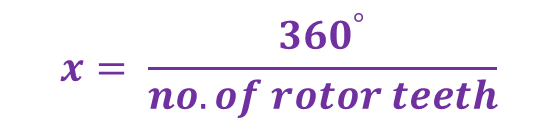 x = 360° / no. of rotor teeth